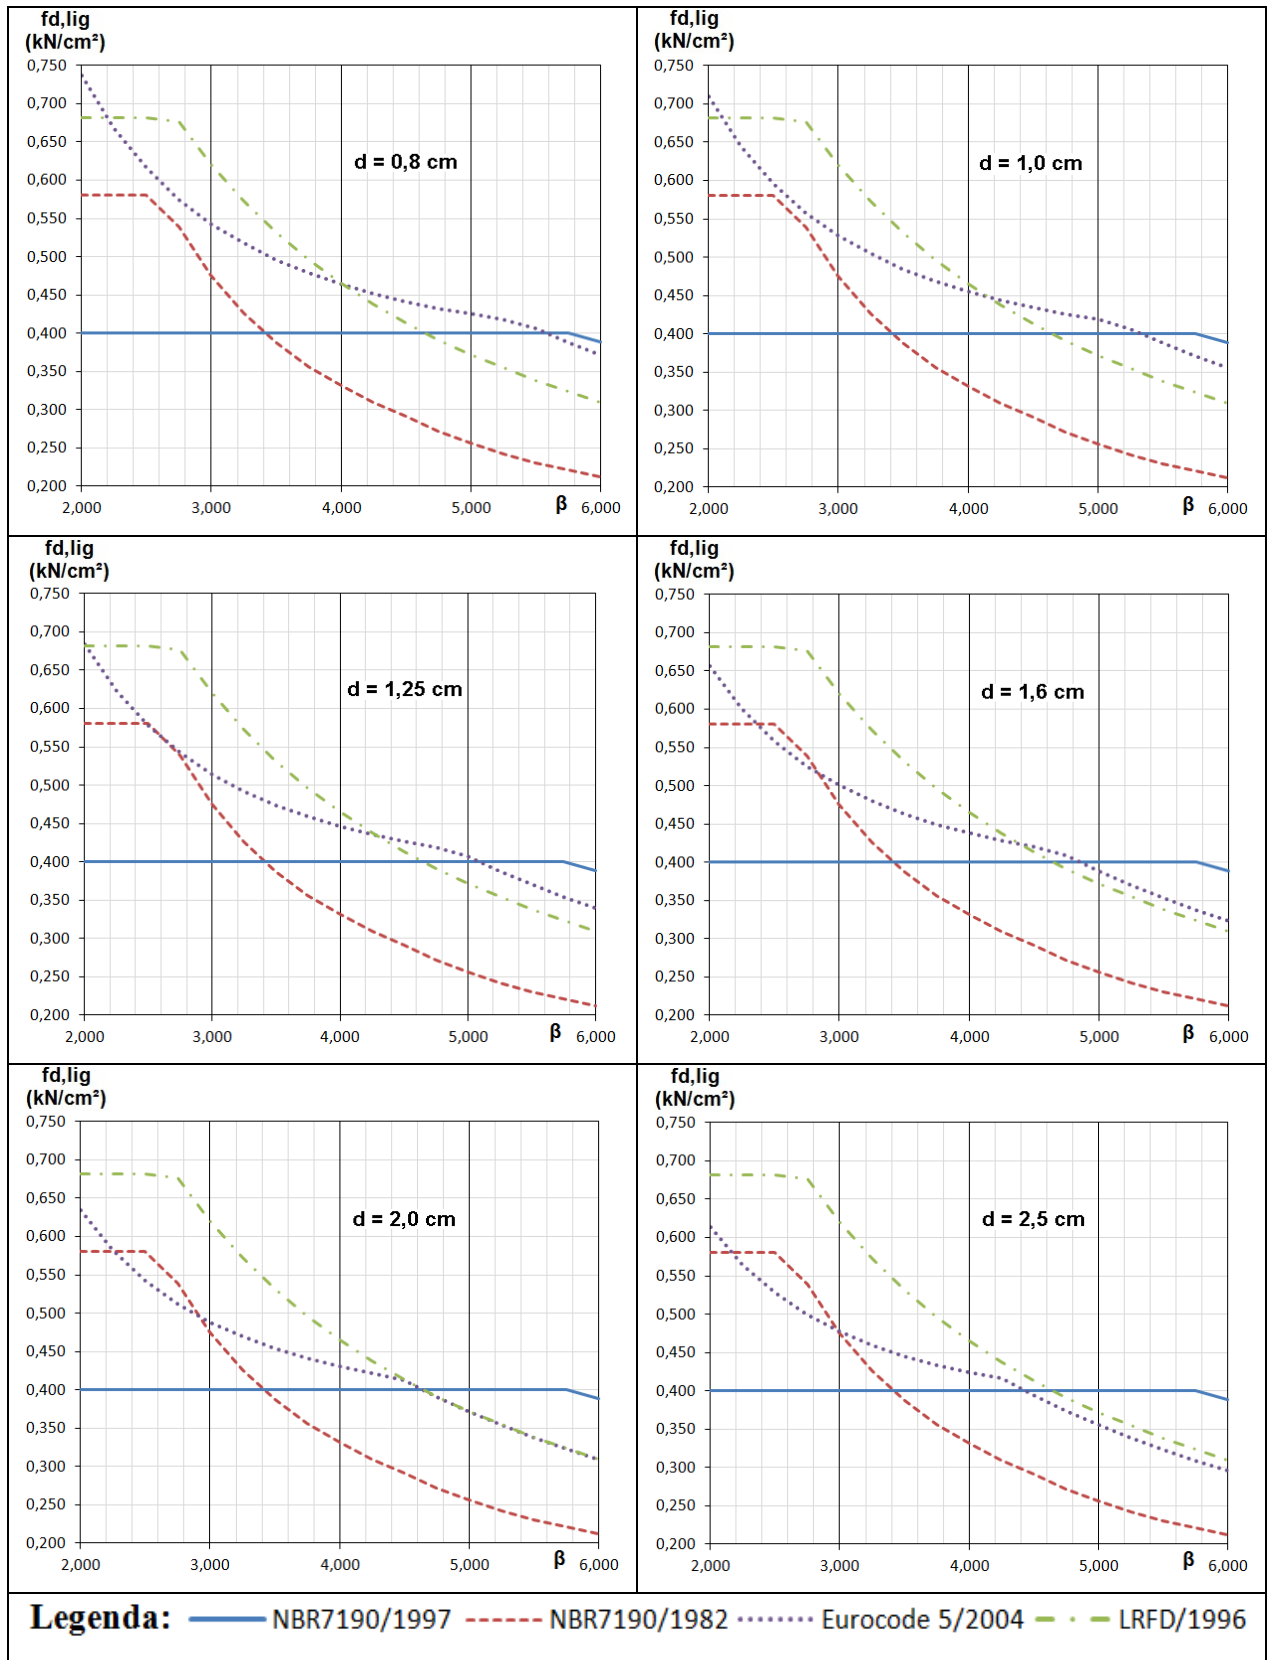 fd,lig
(kN/cm²)
0,750
0,700
0,650
0,600
0,550
0,500
0,450
0,400
0,350
0,300
0,250
0,200
d = 0,8 cm
2,000 3,000 4,000 5,000 β 6,000
fd,lig
(kN/cm²)
0,750
0,700
0,650
0,600
0,550
0,500
0,450
0,400
0,350
0,300
0,250
0,200
d = 1,0 cm
2,000 3,000 4,000 5,000 β 6,000
fd,lig
(kN/cm²)
0,750
0,700
0,650
0,600
0,550
0,500
0,450
0,400
0,350
0,300
0,250
0,200
d = 1,25 cm
2,000 3,000 4,000 5,000 β 6,000
fd,lig
(kN/cm²)
0,750
0,700
0,650
0,600
0,550
0,500
0,450
0,400
0,350
0,300
0,250
0,200
d = 1,6 cm
2,000 3,000 4,000 5,000 β 6,000
fd,lig
(kN/cm²)
0,750
0,700
0,650
0,600
0,550
0,500
0,450
0,400
0,350
0,300
0,250
0,200
d = 2,0 cm
2,000 3,000 4,000 5,000 β 6,000
fd,lig
(kN/cm²)
0,750
0,700
0,650
0,600
0,550
0,500
0,450
0,400
0,350
0,300
0,250
0,200
d = 2,5 cm
2,000 3,000 4,000 5,000 β 6,000
Legenda: NBR7190/1997 NBR7190/1982 Eurocode 5/2004 LRFD/1996